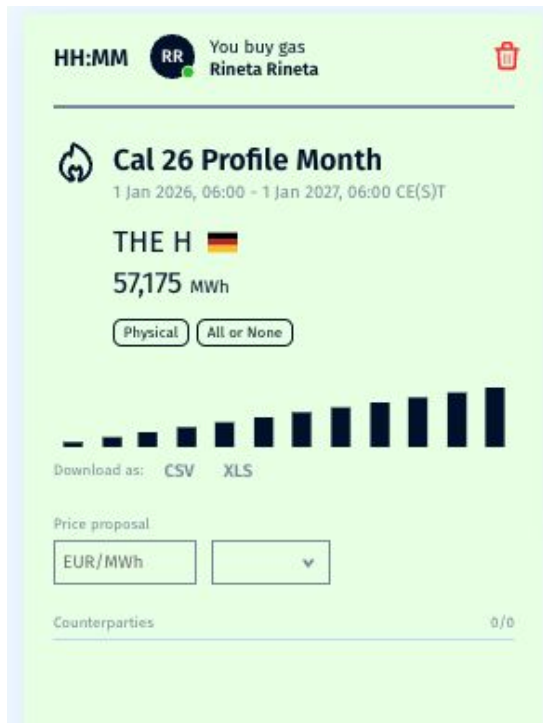 HH:MM
RR
You buy gas
Rineta Rineta
Cal 26 Profile Month
1 Jan 2026, 06:00 - 1 Jan 2027, 06:00 CE(S)T
THE H
57,175 MWh
Physical All or None
Download as: CSV XLS
Price proposal
EUR/MWh
Counterparties 0/0